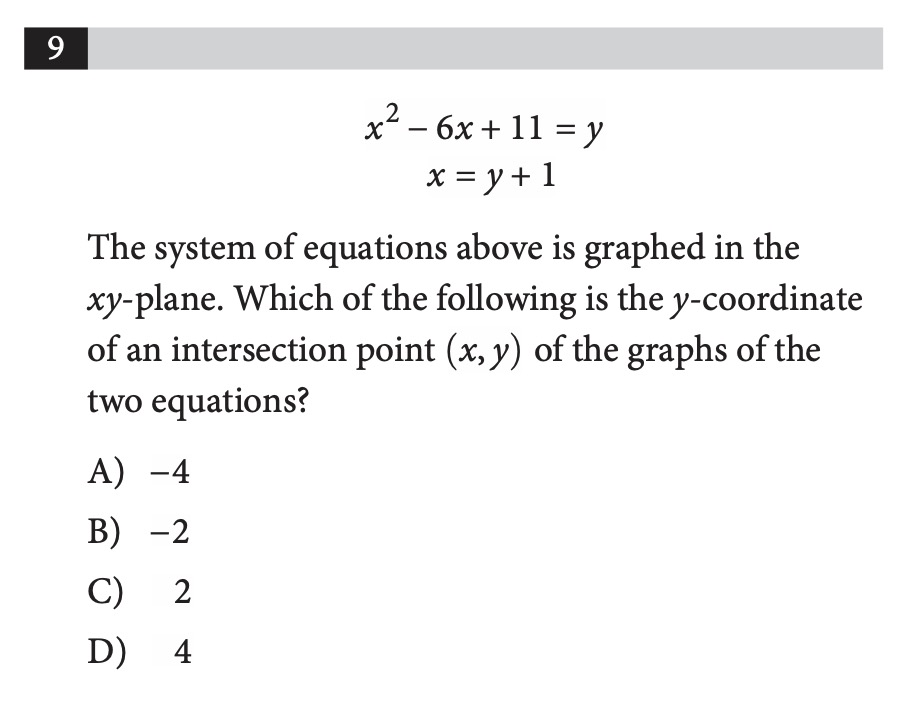 9
x² – 6x + 11 = y
x = y + 1
The system of equations above is graphed in the
xy-plane. Which of the following is the y-coordinate
of an intersection point (x, y) of the graphs of the
two equations?
A) –4
B) –2
C) 2
D) 4